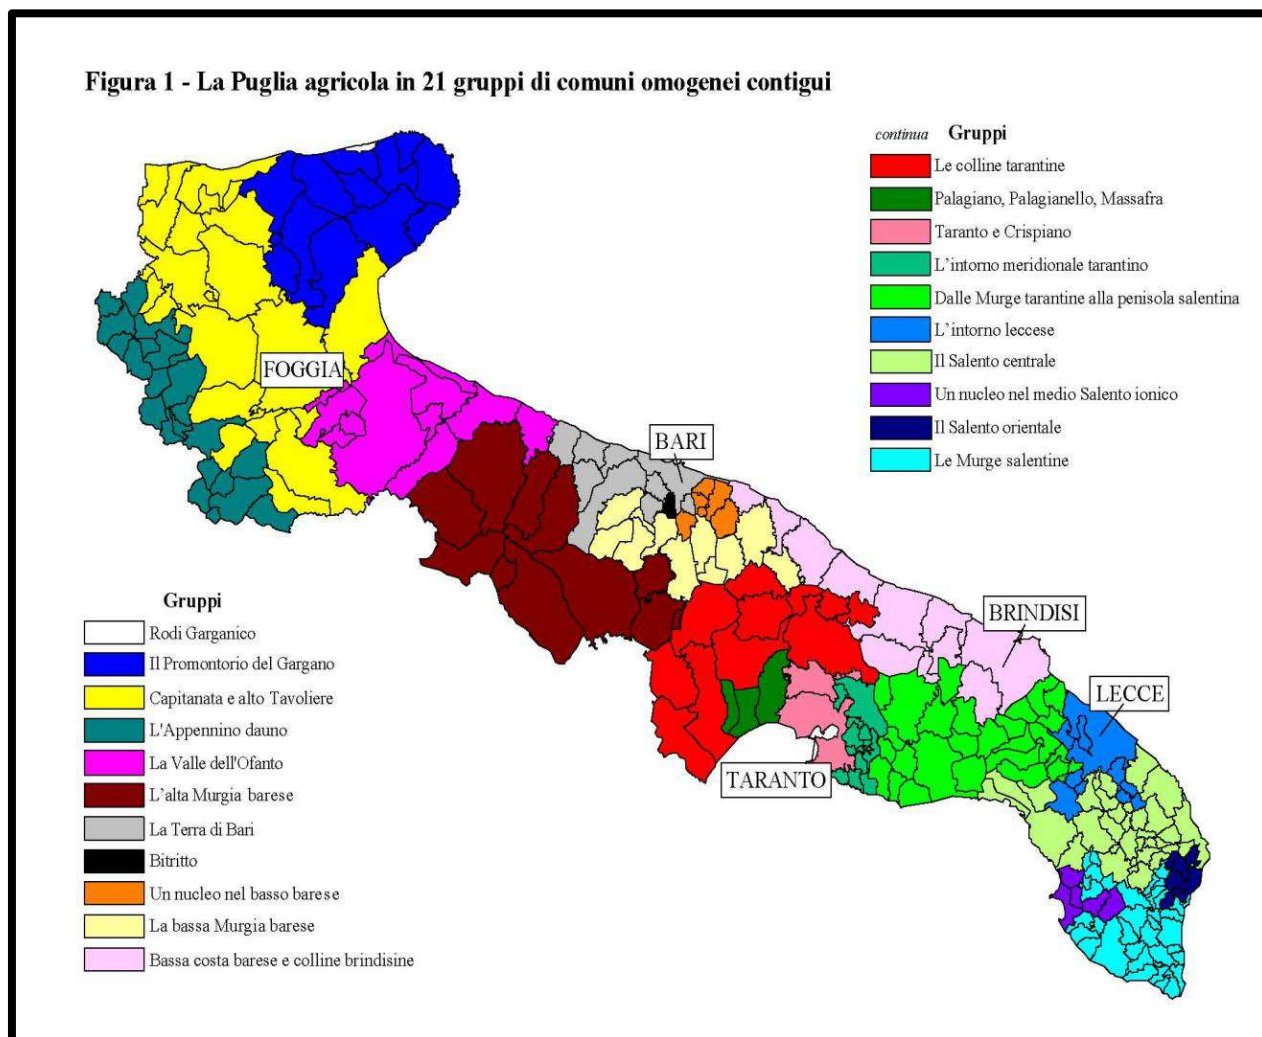 Figura 1 - La Puglia agricola in 21 gruppi di comuni omogenei contigui
continua Gruppi
Le colline tarantine
Palagiano, Palagianello, Massafra
Taranto e Crispiano
L'intorno meridionale tarantino
Dalle Murge tarantine alla penisola salentina
L'intorno leccese
Il Salento centrale
Un nucleo nel medio Salento ionico
Il Salento orientale
Le Murge salentine
FOGGIA
BARI
BRINDISI
LECCE
TARANTO
Gruppi
Rodi Garganico
Il Promontorio del Gargano
Capitanata e alto Tavoliere
L'Appennino dauno
La Valle dell'Ofanto
L'alta Murgia barese
La Terra di Bari
Bitritto
Un nucleo nel basso barese
La bassa Murgia barese
Bassa costa barese e colline brindisine